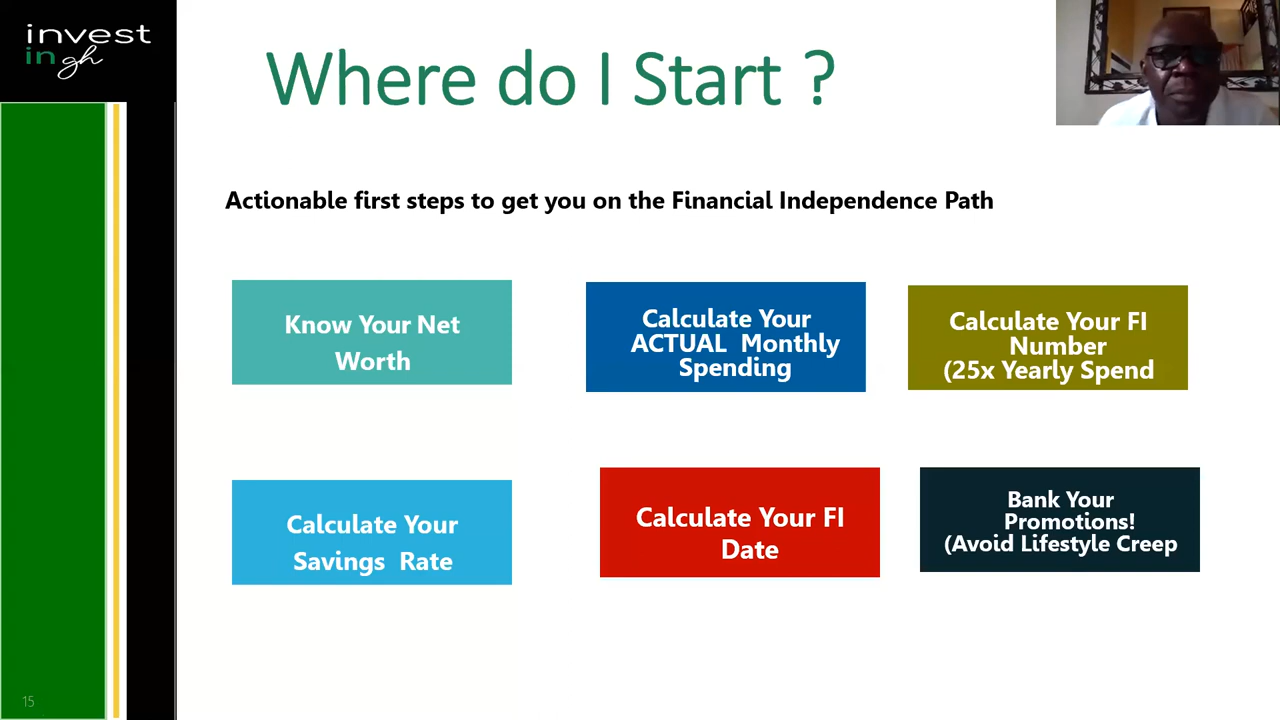 invest
in gh
Where do I Start ?
Actionable first steps to get you on the Financial Independence Path
Know Your Net
Worth
Calculate Your
ACTUAL Monthly
Spending
Calculate Your FI
Number
(25x Yearly Spend
Calculate Your
Savings Rate
Calculate Your FI
Date
Bank Your
Promotions!
(Avoid Lifestyle Creep
15